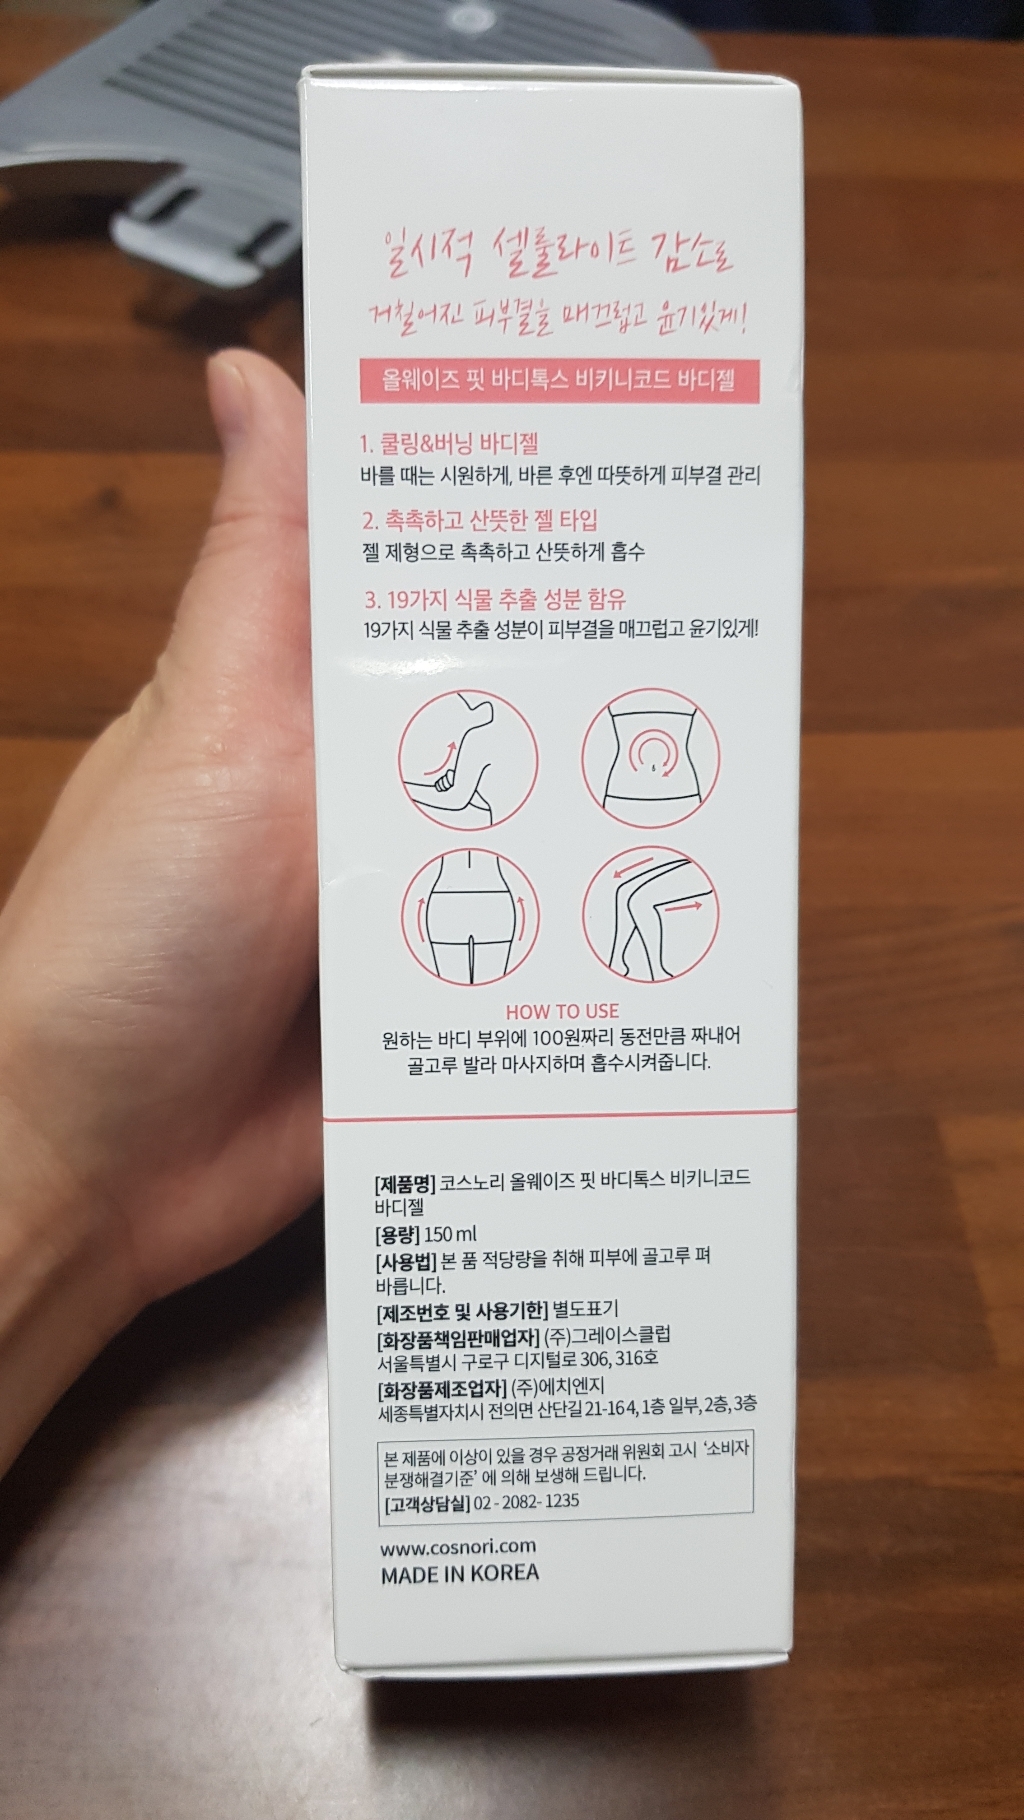 일시적 셀룰라이트 감소로
거칠어진 피부결을 매끄럽고 윤기있게!
올웨이즈 핏 바디톡스 비키니코드 바디젤
1. 쿨링&버닝 바디젤
바를 때는 시원하게, 바른 후엔 따뜻하게 피부결 관리
2. 촉촉하고 산뜻한 젤 타입
젤 제형으로 촉촉하고 산뜻하게 흡수
3. 19가지 식물 추출 성분 함유
19가지 식물 추출 성분이 피부결을 매끄럽고 윤기있게!
HOW TO USE
원하는 바디 부위에 100원짜리 동전만큼 짜내어
골고루 발라 마사지하며 흡수시켜줍니다.
[제품명] 코스노리 올웨이즈 핏 바디톡스 비키니코드
바디젤
[용량] 150 ml
[사용법] 본 품 적당량을 취해 피부에 골고루 펴
바릅니다.
[제조번호 및 사용기한] 별도표기
[화장품책임판매업자] (주)그레이스클럽
서울특별시 구로구 디지털로 306, 316호
[화장품제조업자] (주)에치엔지
세종특별자치시 전의면 산단길 21-164, 1층 일부, 2층, 3층
본 제품에 이상이 있을 경우 공정거래 위원회 고시 '소비자
분쟁해결기준' 에 의해 보생해 드립니다.
[고객상담실] 02 - 2082- 1235
www.cosnori.com
MADE IN KOREA